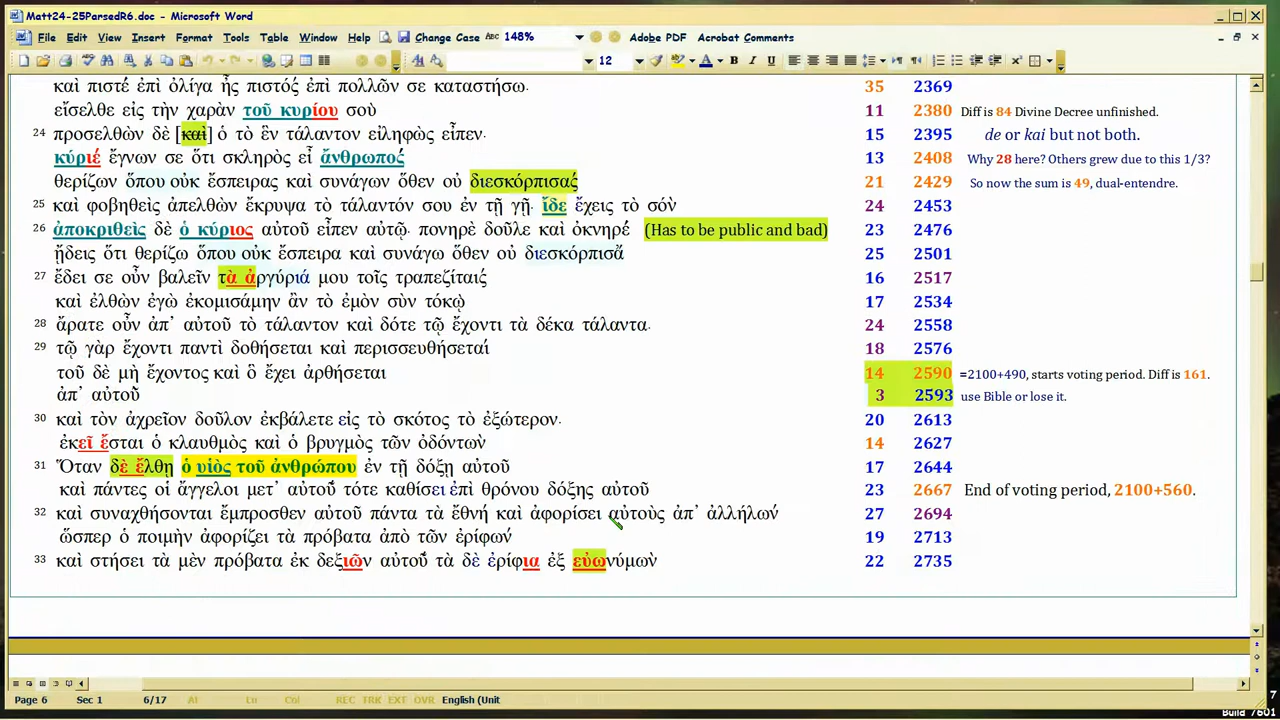 Matt24-25ParsedR6.doc - Microsoft Word
File Edit View Insert Format Tools Table Window Help Change Case ABC 148% Adobe PDF Acrobat Comments
12 B I U
καὶ πιστέ ἐπὶ ὀλίγα ἦς πιστός ἐπὶ πολλῶν σε καταστήσω. 35 2369
εἴσελθε εἰς τὴν χαρὰν τοῦ κυρίου σοὺ 11 2380 Diff is 84 Divine Decree unfinished.
24 προσελθὼν δὲ [καὶ] ὁ τὸ ἓν τάλαντον εἰληφὼς εἶπεν· 15 2395 de or kai but not both.
κύριέ ἔγνων σε ὅτι σκληρὸς εἶ ἄνθρωπος 13 2408 Why 28 here? Others grew due to this 1/3?
θερίζων ὅπου οὐκ ἔσπειρας καὶ συνάγων ὅθεν οὐ διεσκόρπισας 21 2429 So now the sum is 49, dual-entendre.
25 καὶ φοβηθεὶς ἀπελθὼν ἔκρυψα τὸ τάλαντόν σου ἐν τῇ γῇ. ἴδε ἔχεις τὸ σόν 24 2453
26 ἀποκριθεὶς δὲ ὁ κύριος αὐτοῦ εἶπεν αὐτῷ. πονηρὲ δοῦλε καὶ ὀκνηρέ (Has to be public and bad) 23 2476
ᾔδεις ὅτι θερίζω ὅπου οὐκ ἔσπειρα καὶ συνάγω ὅθεν οὐ διεσκόρπισα 25 2501
27 ἔδει σε οὖν βαλεῖν τὰ ἀργύριά μου τοῖς τραπεζίταις 16 2517
καὶ ἐλθὼν ἐγὼ ἐκομισάμην ἂν τὸ ἐμὸν σὺν τόκῳ 17 2534
28 ἄρατε οὖν ἀπ᾽ αὐτοῦ τὸ τάλαντον καὶ δότε τῷ ἔχοντι τὰ δέκα τάλαντα. 24 2558
29 τῷ γὰρ ἔχοντι παντὶ δοθήσεται καὶ περισσευθήσεται 18 2576
τοῦ δὲ μὴ ἔχοντος καὶ ὃ ἔχει ἀρθήσεται 14 2590 =2100+490, starts voting period. Diff is 161.
ἀπ᾽ αὐτοῦ 3 2593 use Bible or lose it.
30 καὶ τὸν ἀχρεῖον δοῦλον ἐκβάλετε εἰς τὸ σκότος τὸ ἐξώτερον. 20 2613
ἐκεῖ ἔσται ὁ κλαυθμὸς καὶ ὁ βρυγμὸς τῶν ὀδόντων 14 2627
31 Ὅταν δὲ ἔλθῃ ὁ υἱὸς τοῦ ἀνθρώπου ἐν τῇ δόξῃ αὐτοῦ 17 2644
καὶ πάντες οἱ ἄγγελοι μετ᾽ αὐτοῦ τότε καθίσει ἐπὶ θρόνου δόξης αὐτοῦ 23 2667 End of voting period, 2100+560.
32 καὶ συναχθήσονται ἔμπροσθεν αὐτοῦ πάντα τὰ ἔθνή καὶ ἀφορίσει αὐτοὺς ἀπ᾽ ἀλλήλων 27 2694
ὥσπερ ὁ ποιμὴν ἀφορίζει τὰ πρόβατα ἀπὸ τῶν ἐρίφων 19 2713
33 καὶ στήσει τὰ μὲν πρόβατα ἐκ δεξιῶν αὐτοῦ τὰ δὲ ἐρίφια ἐξ εὐωνύμων 22 2735
Page 6 Sec 1 6/17 At Ln Col REC TRK EXT OVR English (Unit
7
Build 7601